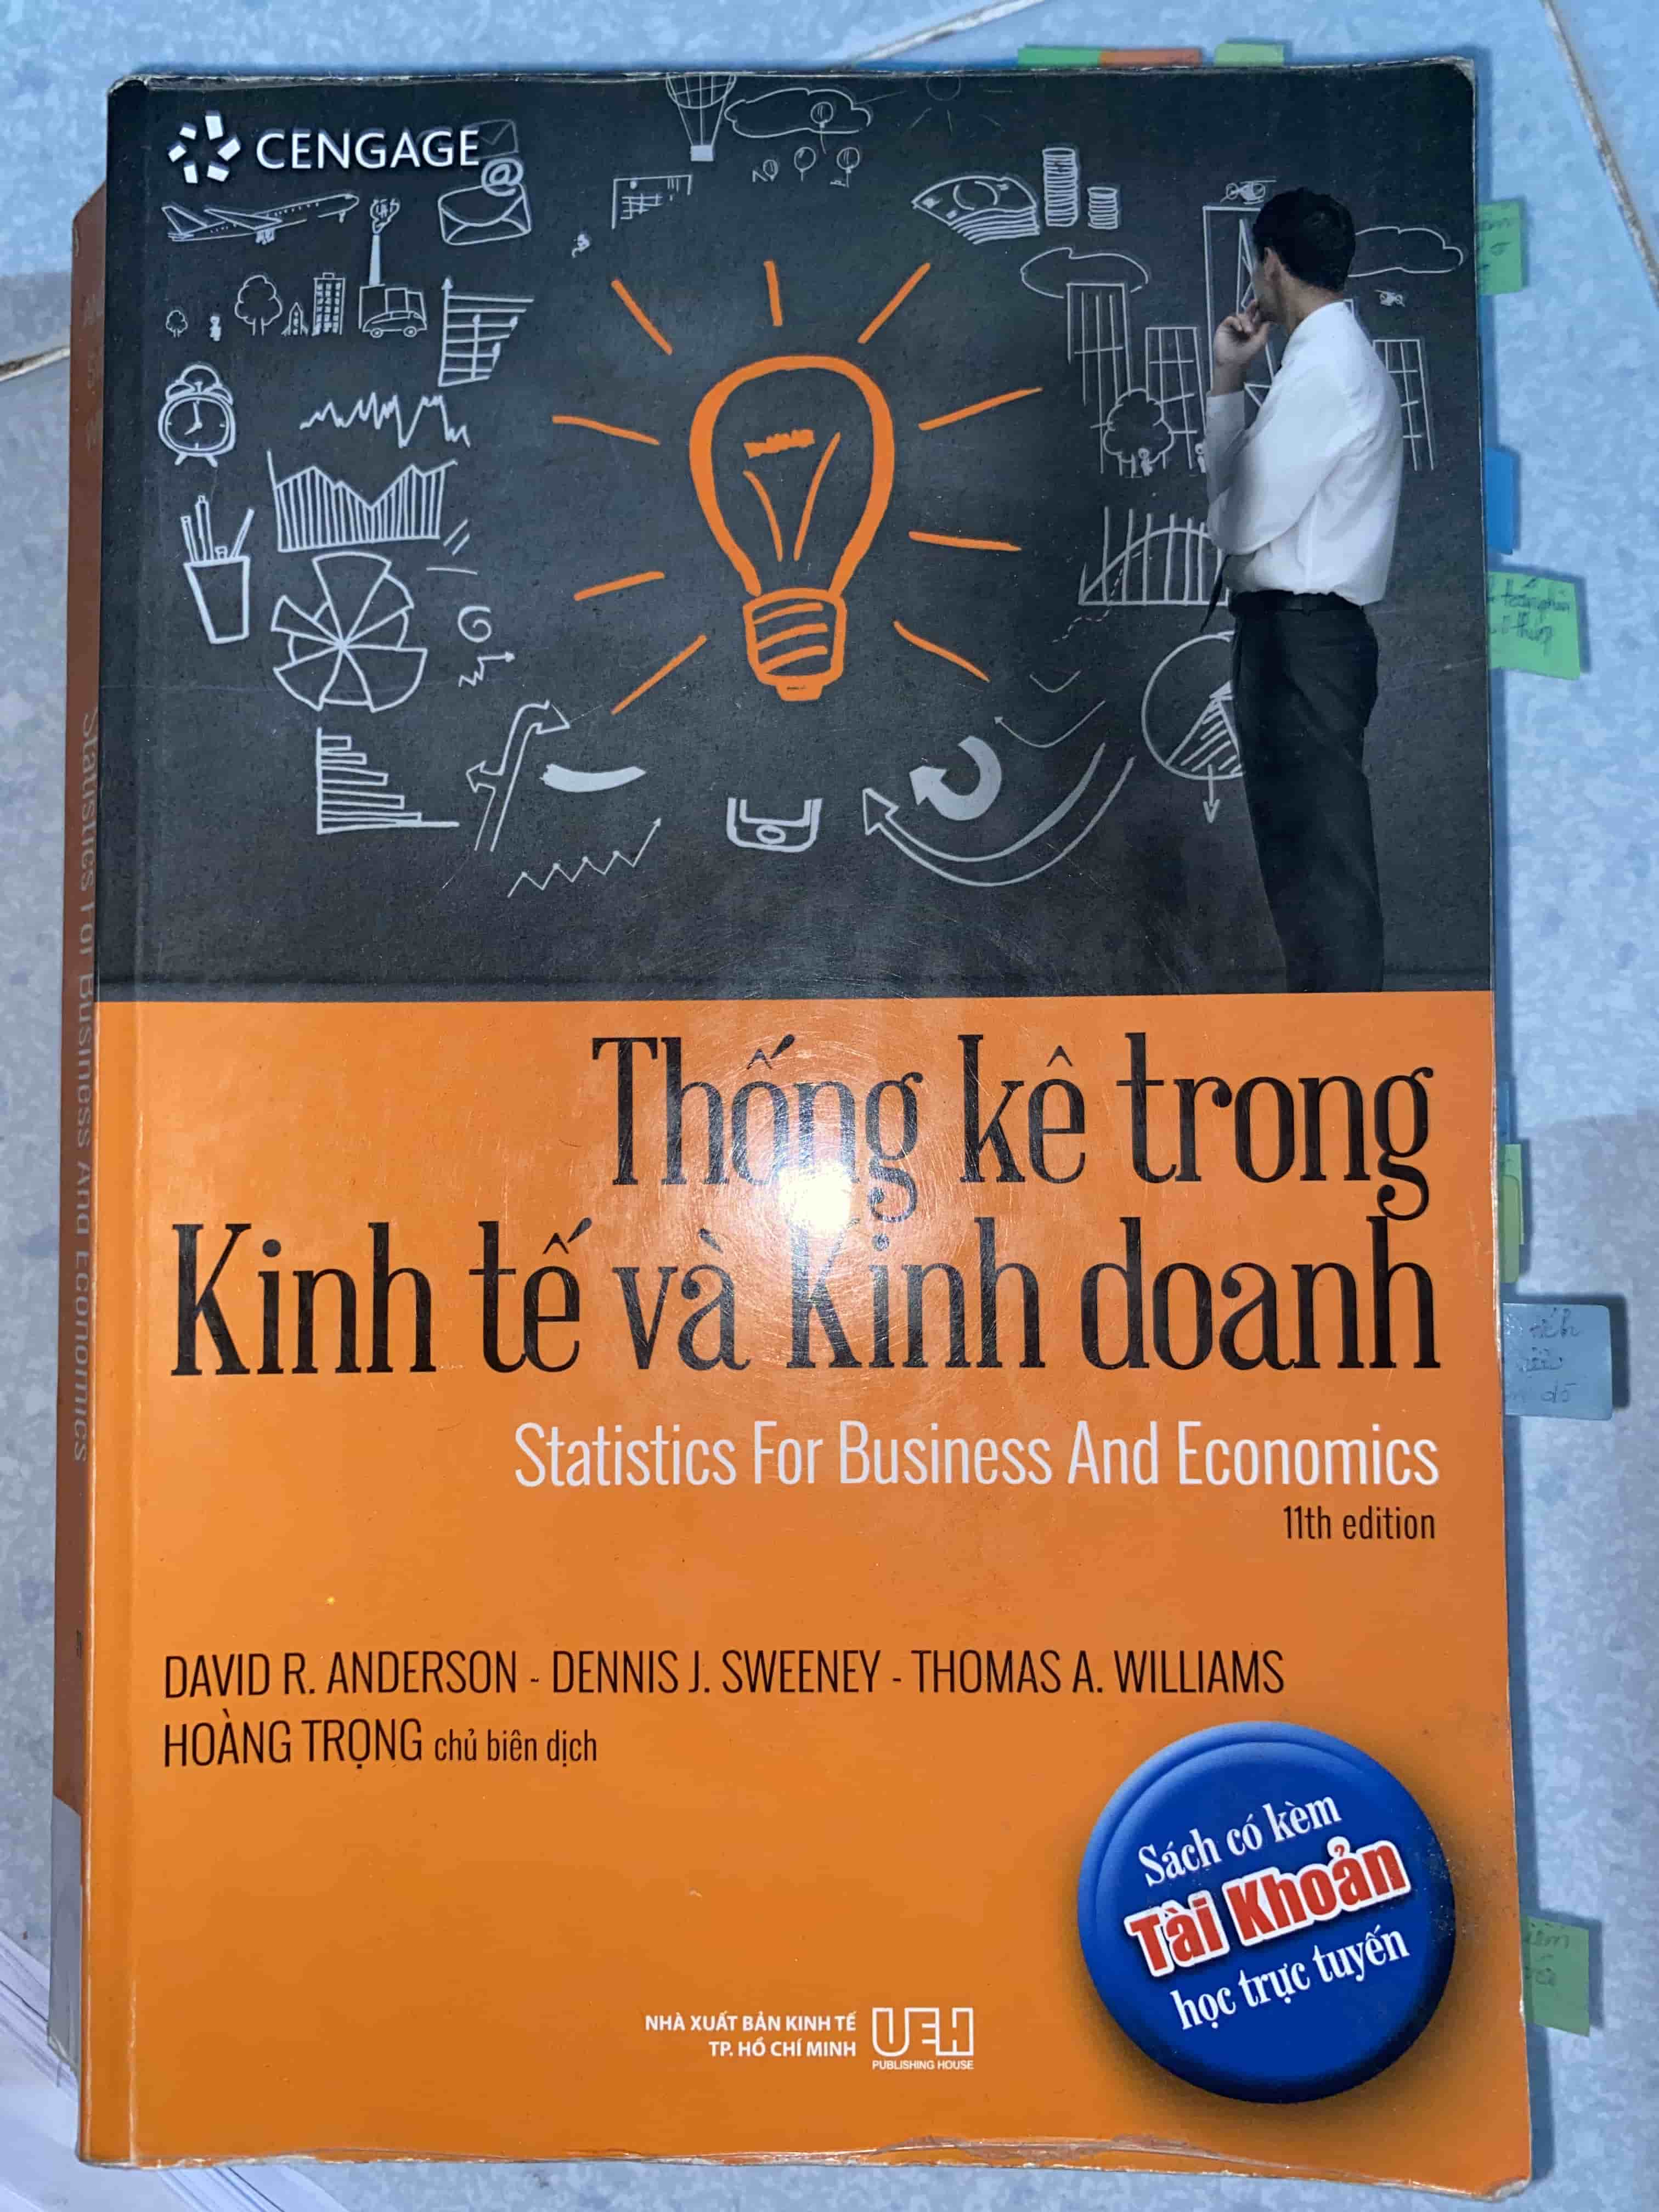 CENGAGE
Thống kê trong
Kinh tế và Kinh doanh
Statistics For Business And Economics
11th edition
DAVID R. ANDERSON - DENNIS J. SWEENEY - THOMAS A. WILLIAMS
HOÀNG TRỌNG chủ biên dịch
Sách có kèm
Tài Khoản
học trực tuyến
NHÀ XUẤT BẢN KINH TẾ
TP. HỒ CHÍ MINH
UEH
PUBLISHING HOUSE
Statistics For Business And Economics